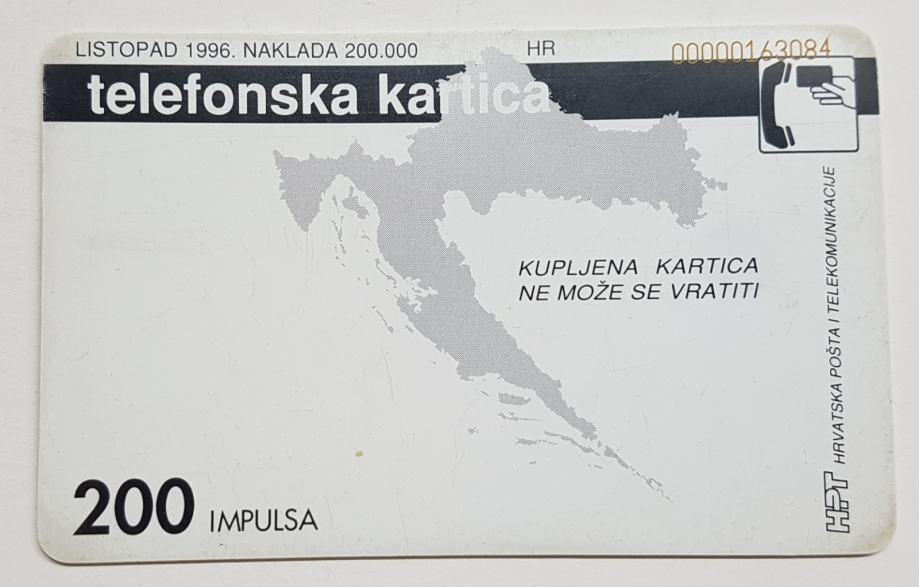 LISTOPAD 1996. NAKLADA 200.000
HR
00000163084
telefonska kartica
KUPLJENA KARTICA
NE MOŽE SE VRATITI
HPT HRVATSKA POŠTA I TELEKOMUNIKACIJE
200 IMPULSA